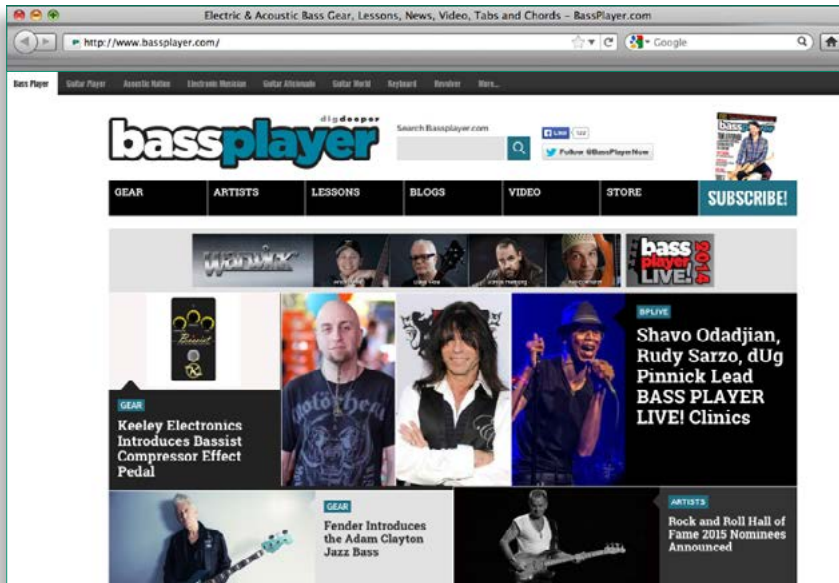 Electric & Acoustic Bass Gear, Lessons, News, Video, Tabs and Chords – BassPlayer.com
http://www.bassplayer.com/
Google
Bass Player Guitar Player Acoustic Nation Electronic Musician Guitar Aficionado Guitar World Keyboard Revolver More...
digdeeper
bassplayer
Search Bassplayer.com
Like 122
Follow @BassPlayerNow
GEAR ARTISTS LESSONS BLOGS VIDEO STORE SUBSCRIBE!
Warwick
bass player LIVE! 2014
Bassist
K
GEAR
Keeley Electronics
Introduces Bassist
Compressor Effect
Pedal
Motörhead
BPLIVE
Shavo Odadjian,
Rudy Sarzo, dUg
Pinnick Lead
BASS PLAYER
LIVE! Clinics
GEAR
Fender Introduces
the Adam Clayton
Jazz Bass
ARTISTS
Rock and Roll Hall of
Fame 2015 Nominees
Announced